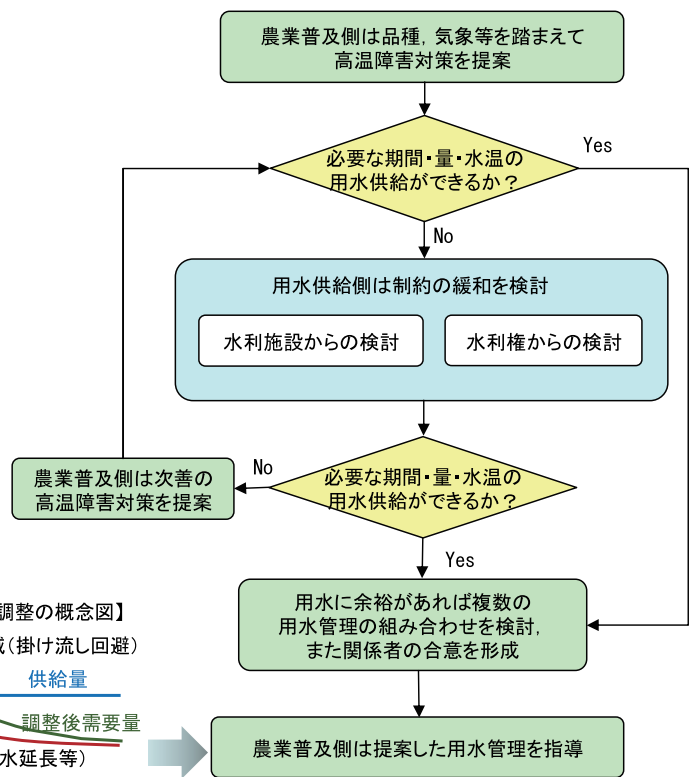 農業普及側は品種，気象等を踏まえて
高温障害対策を提案
必要な期間・量・水温の
用水供給ができるか？
Yes
No
用水供給側は制約の緩和を検討
水利施設からの検討
水利権からの検討
農業普及側は次善の
高温障害対策を提案
No
必要な期間・量・水温の
用水供給ができるか？
Yes
用水に余裕があれば複数の
用水管理の組み合わせを検討，
また関係者の合意を形成
調整の概念図】
(掛け流し回避)
供給量
調整後需要量
水延長等)
農業普及側は提案した用水管理を指導